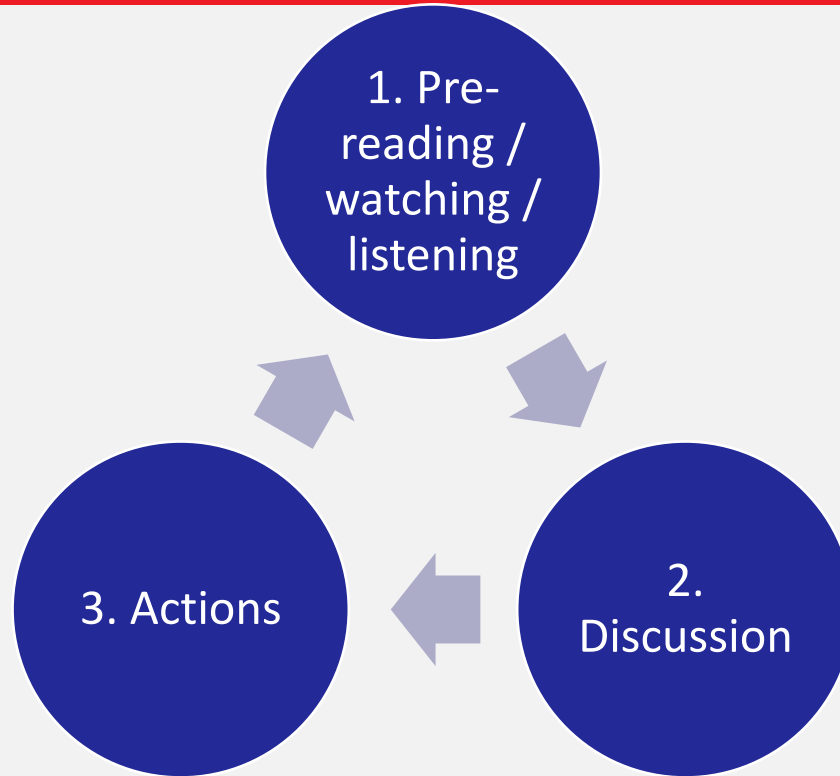 1. Pre-
reading /
watching /
listening
2.
Discussion
3. Actions